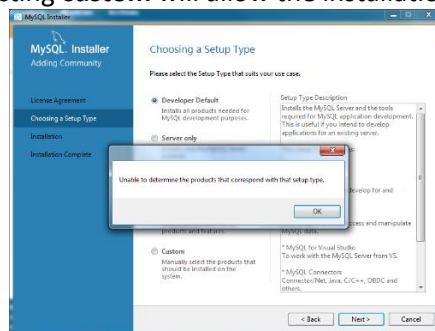 ting custom will allow the installation
MySQL Installer
MySQL. Installer
Adding Community
License Agreement
Choosing a Setup Type
Installation
Installation Complete
Choosing a Setup Type
Please select the Setup Type that suits your use case.
Developer Default
Installs all products needed for
MySQL development purposes.
Server only
Unable to determine the products that correspond with that setup type.
OK
products and features.
Custom
Manually select the products that
should be installed on the
system.
Setup Type Description
Installs the MySQL Server and the tools
required for MySQL application development.
This is useful if you intend to develop
applications for an existing server.
develop for and
access and manipulate
MySQL data.
* MySQL for Visual Studio
To work with the MySQL Server from VS.
* MySQL Connectors
Connector/Net, Java, C/C++, OBDC and
others.
< Back
Next >
Cancel